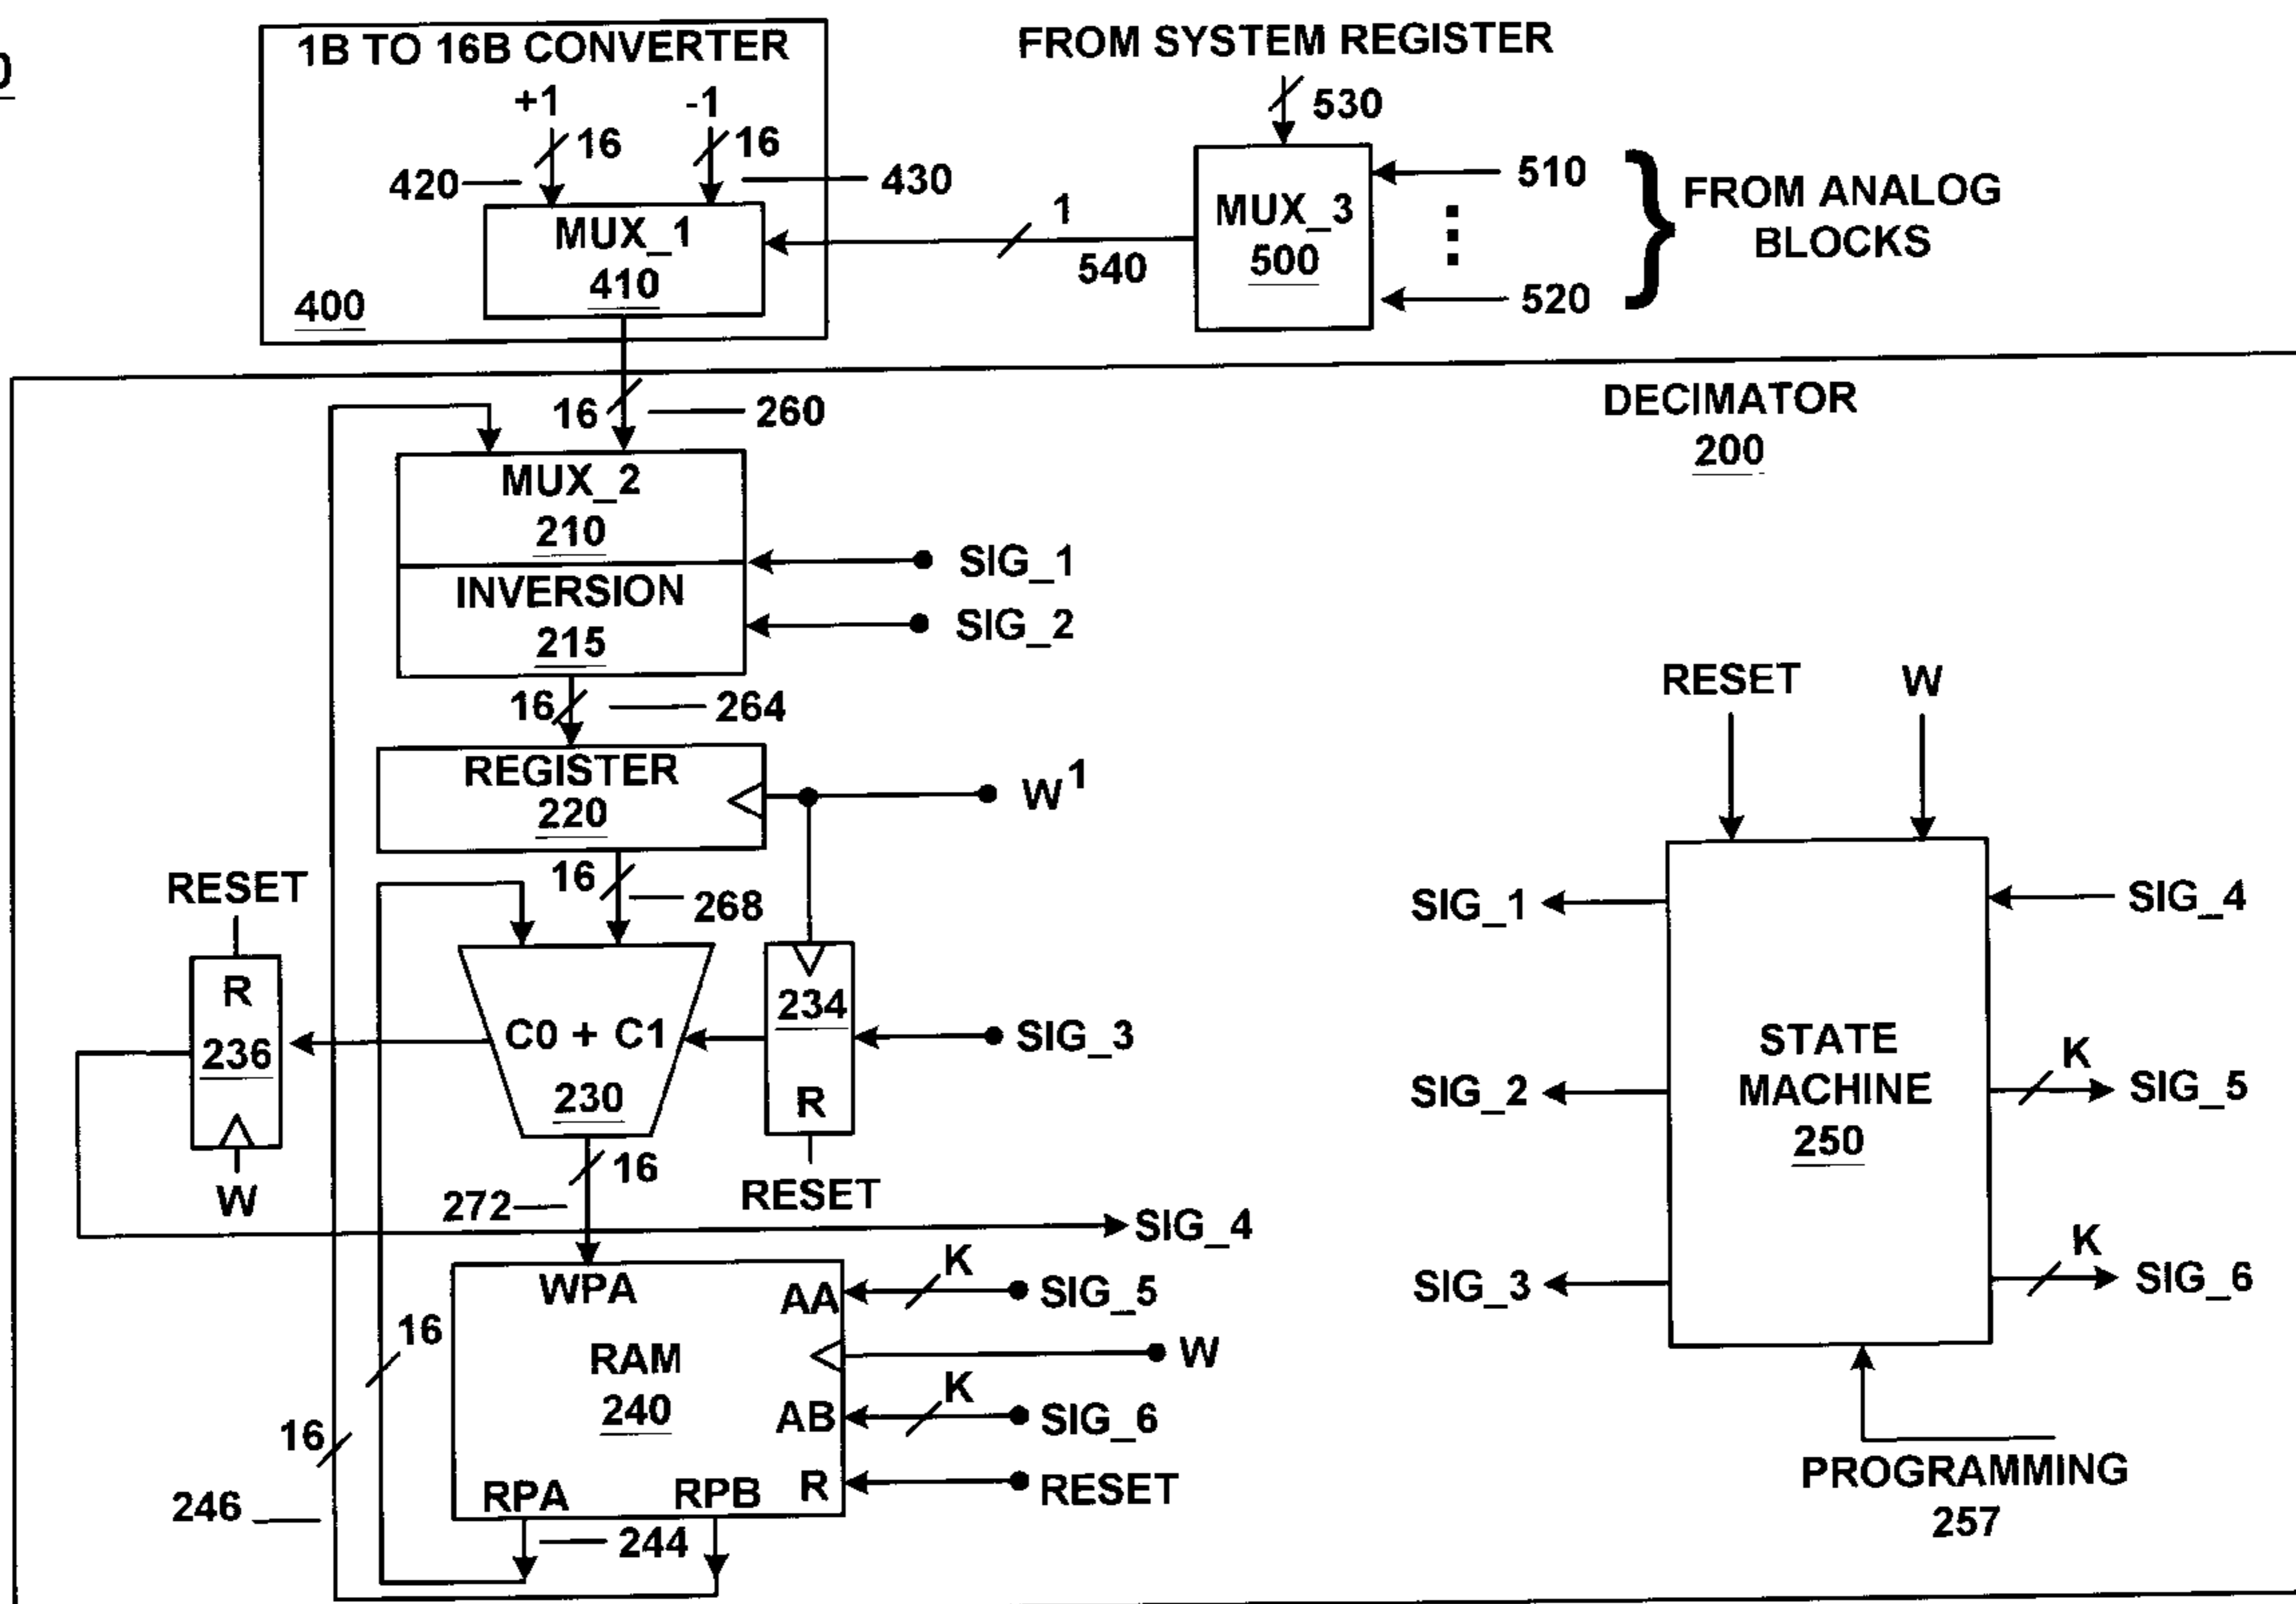 0
1B TO 16B CONVERTER
+1
-1
16
16
420
430
MUX_1
410
400
FROM SYSTEM REGISTER
530
MUX_3
500
510
520
FROM ANALOG
BLOCKS
1
540
DECIMATOR
200
16
260
MUX_2
210
INVERSION
215
SIG_1
SIG_2
16
264
REGISTER
220
W1
16
268
RESET
R
236
W
C0 + C1
230
234
R
RESET
SIG_3
16
272
SIG_4
WPA
AA
K
SIG_5
RAM
240
W
AB
K
SIG_6
RPA
RPB
R
RESET
16
16
246
244
RESET
W
STATE
MACHINE
250
SIG_1
SIG_2
SIG_3
SIG_4
K
SIG_5
K
SIG_6
PROGRAMMING
257